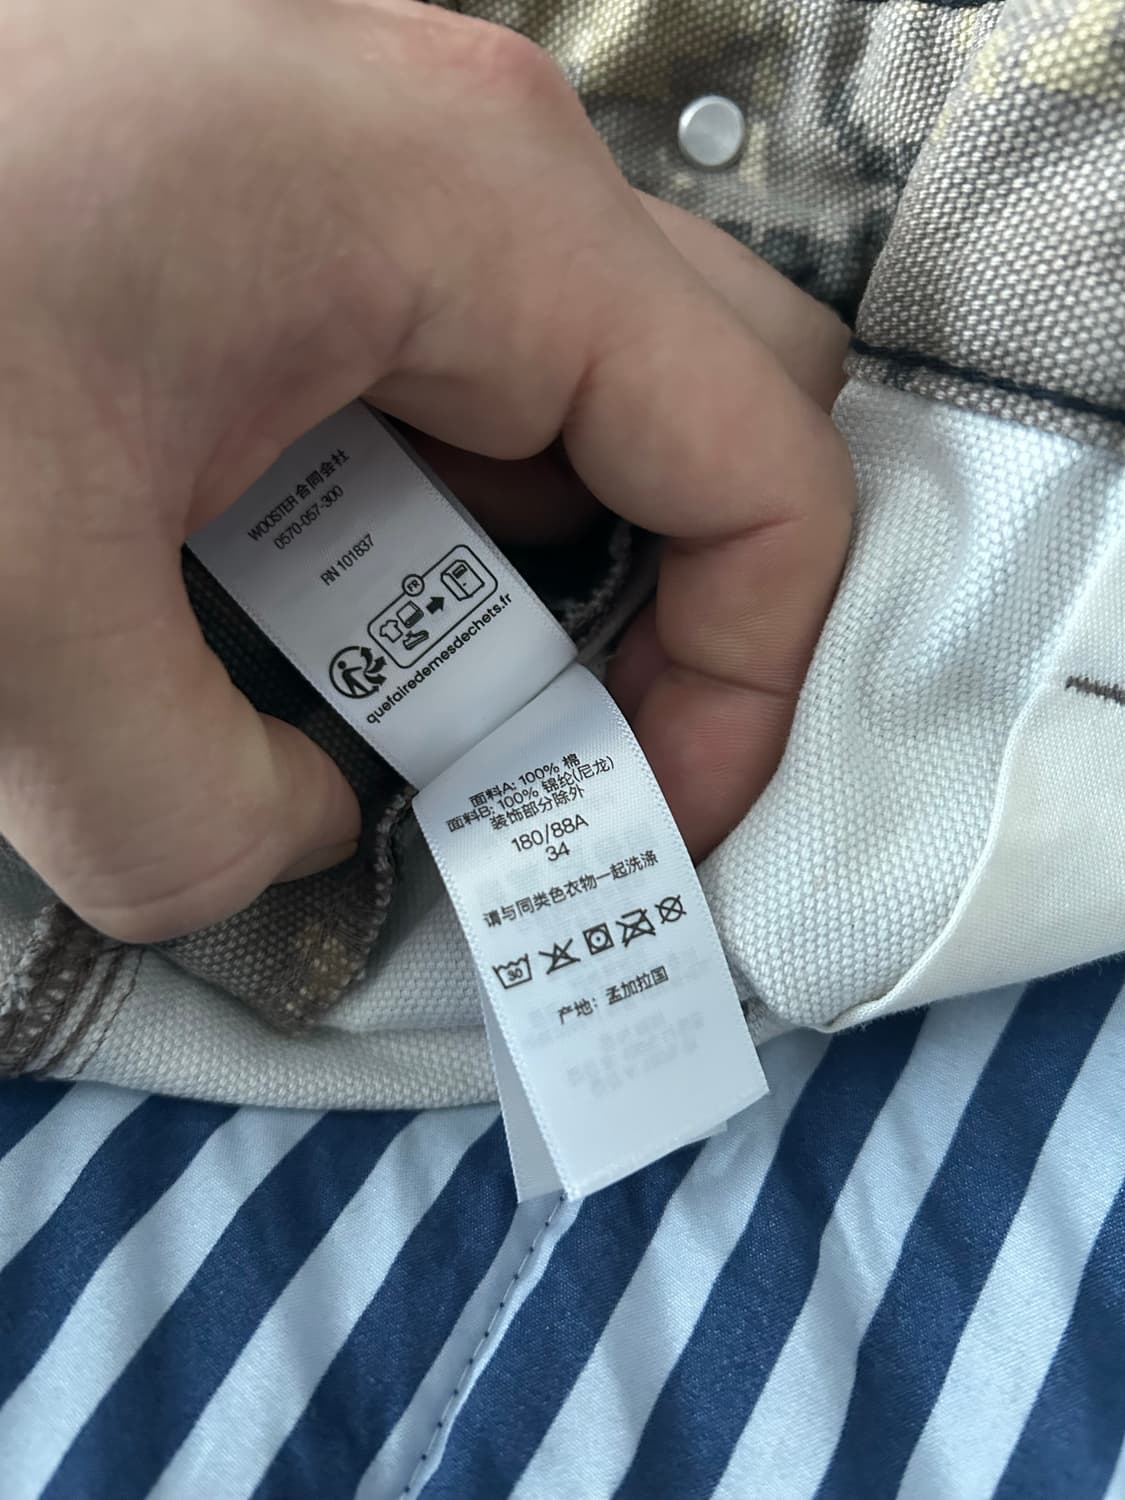 WOOSTER 合同会社
0570-057-300
RN 101837
FR
quefairedemesdechets.fr
面料A: 100% 棉
面料B: 100% 锦纶(尼龙)
装饰部分除外
180/88A
34
请与同类色衣物一起洗涤
30
产地：孟加拉国